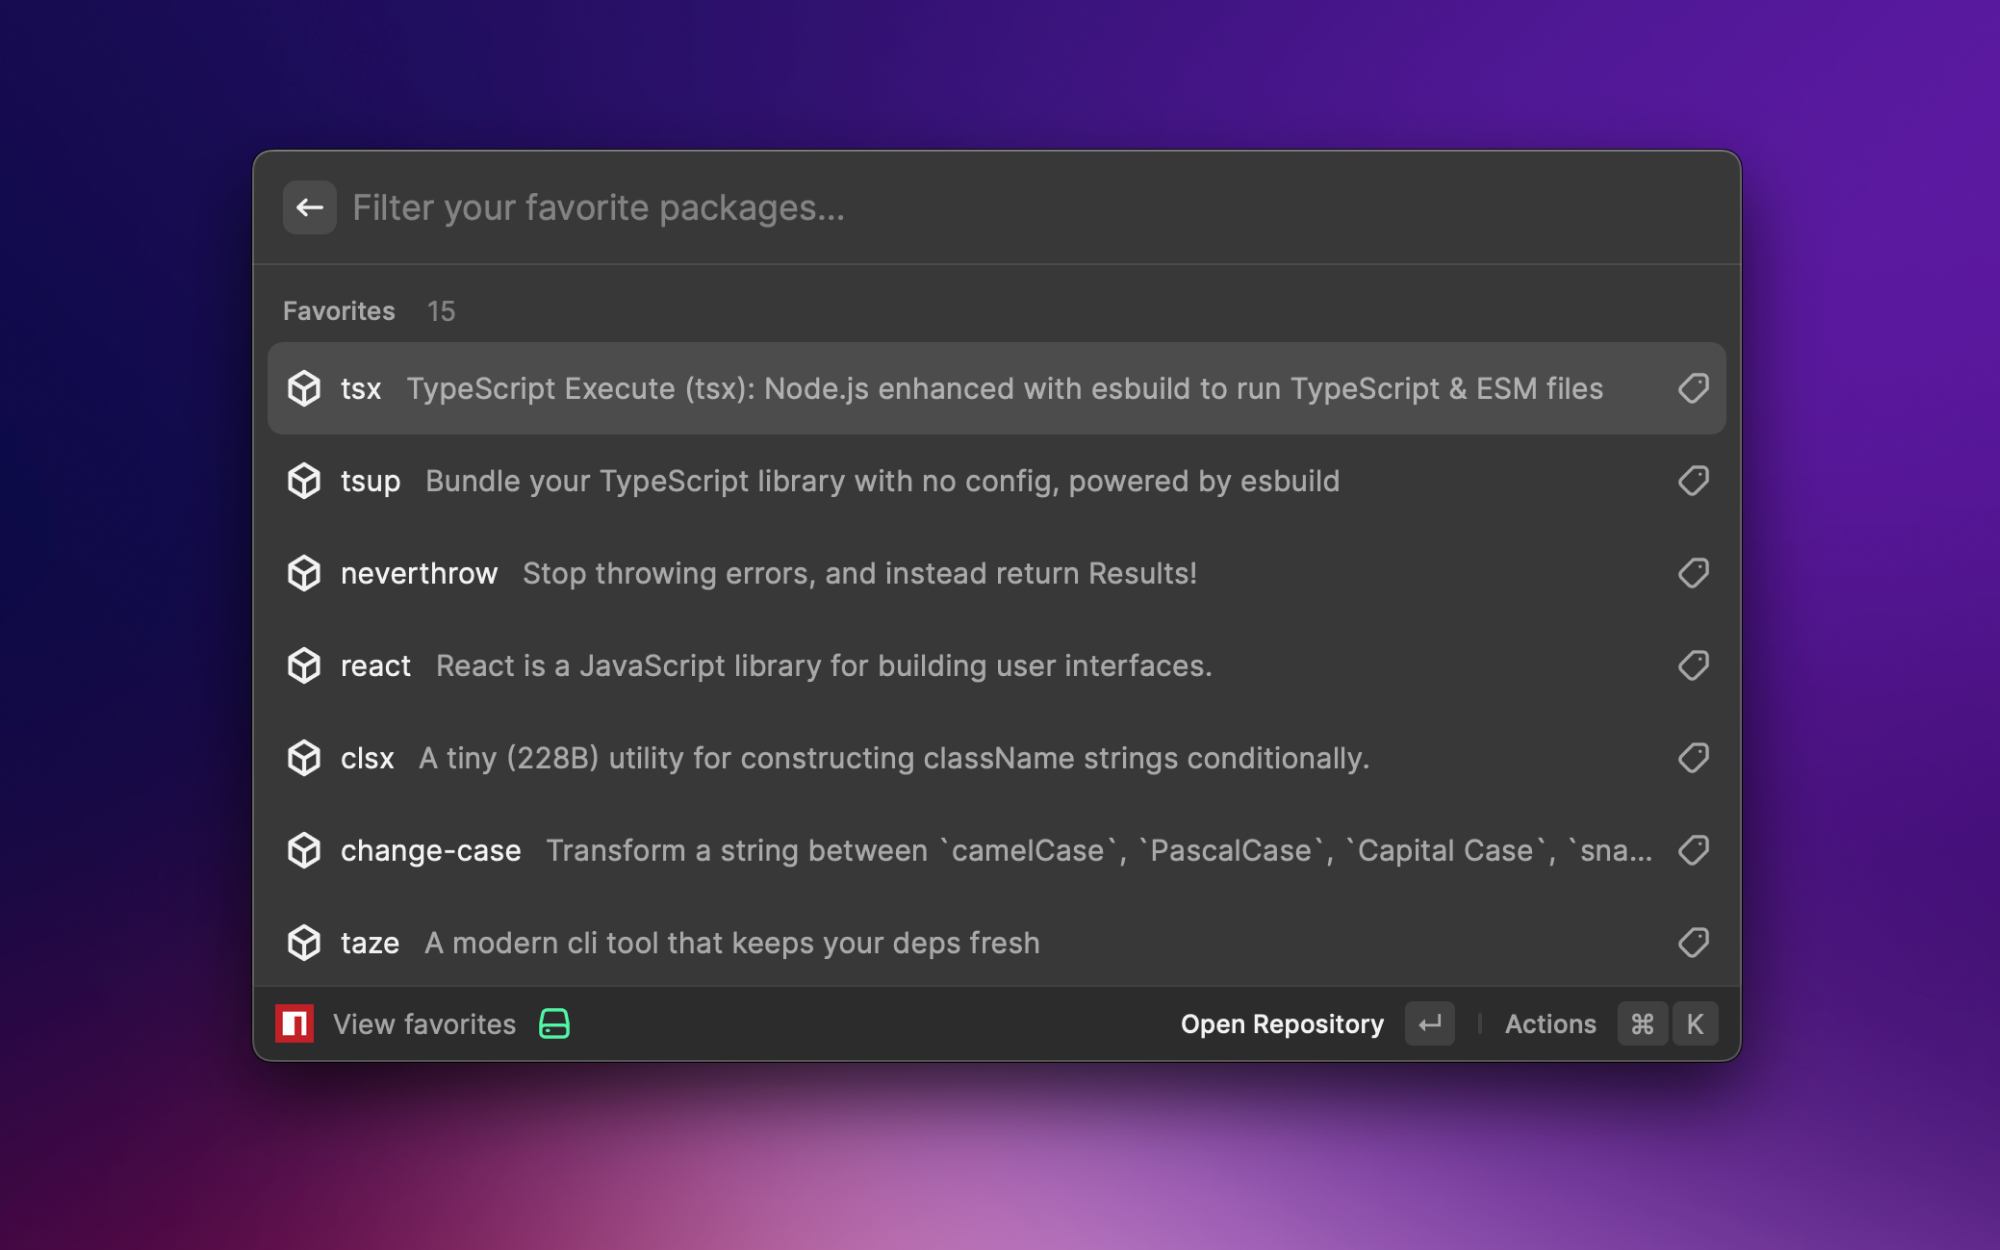 Filter your favorite packages...
Favorites 15
tsx TypeScript Execute (tsx): Node.js enhanced with esbuild to run TypeScript & ESM files
tsup Bundle your TypeScript library with no config, powered by esbuild
neverthrow Stop throwing errors, and instead return Results!
react React is a JavaScript library for building user interfaces.
clsx A tiny (228B) utility for constructing className strings conditionally.
change-case Transform a string between `camelCase`, `PascalCase`, `Capital Case`, `sna...
taze A modern cli tool that keeps your deps fresh
View favorites Open Repository ↵ Actions ⌘ K